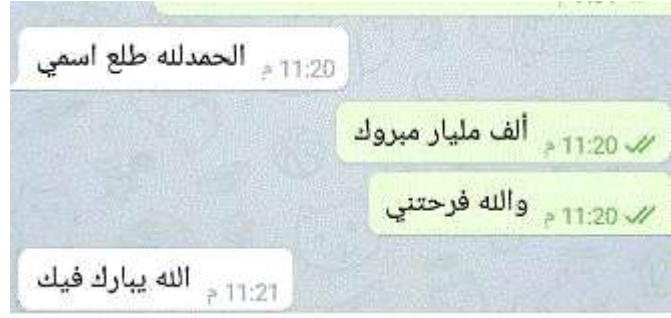 الحمدلله طلع اسمي
11:20 م
ألف مليار مبروك
11:20 م
والله فرحتني
11:20 م
الله يبارك فيك
11:21 م